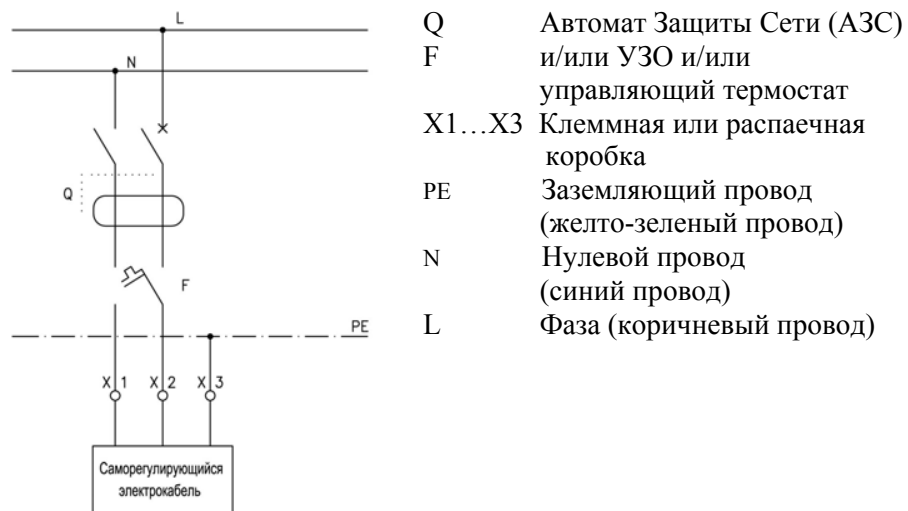 L
N
Q
F
PE
X 1 X 2 X 3
Саморегулирующийся
электрокабель
Q Автомат Защиты Сети (АЗС)
F и/или УЗО и/или
управляющий термостат
X1…X3 Клеммная или распаечная
коробка
PE Заземляющий провод
(желто-зеленый провод)
N Нулевой провод
(синий провод)
L Фаза (коричневый провод)